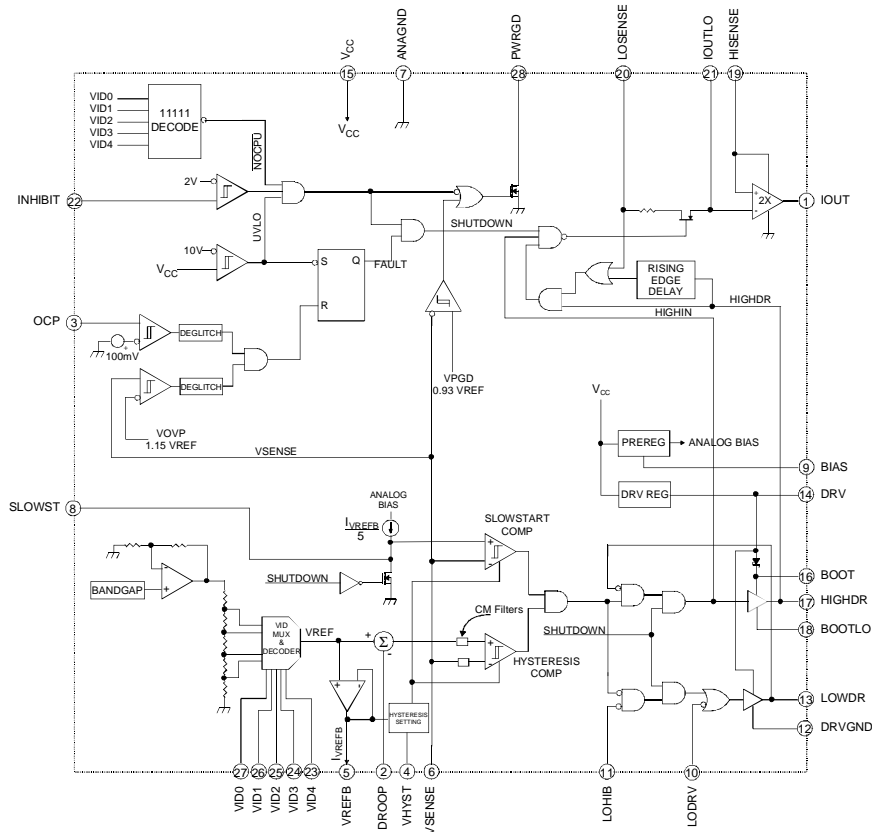 VCC
ANAGND
PWRGD
LOSENSE
IOUTLO
HISENSE
15
7
28
20
21
19
VID0
VID1
VID2
VID3
VID4
11111
DECODE
VCC
NOCPU
2V
INHIBIT
22
UVLO
2X
1
IOUT
SHUTDOWN
10V
VCC
S
Q
FAULT
R
RISING
EDGE
DELAY
HIGHDR
HIGHIN
OCP
3
DEGLITCH
100mV
+
DEGLITCH
VPGD
0.93 VREF
VOVP
1.15 VREF
VSENSE
VCC
PREREG
ANALOG BIAS
9
BIAS
DRV REG
14
DRV
SLOWST
8
ANALOG
BIAS
IVREFB
5
SLOWSTART
COMP
BANDGAP
SHUTDOWN
16
BOOT
17
HIGHDR
18
BOOTLO
CM Filters
VID
MUX
&
DECODER
VREF
+
Σ
-
SHUTDOWN
HYSTERESIS
COMP
13
LOWDR
HYSTERESIS
SETTING
12
DRVGND
IVREFB
27
26
25
24
23
5
2
4
6
11
10
VID0
VID1
VID2
VID3
VID4
VREFB
DROOP
VHYST
VSENSE
LOHIB
LODRV